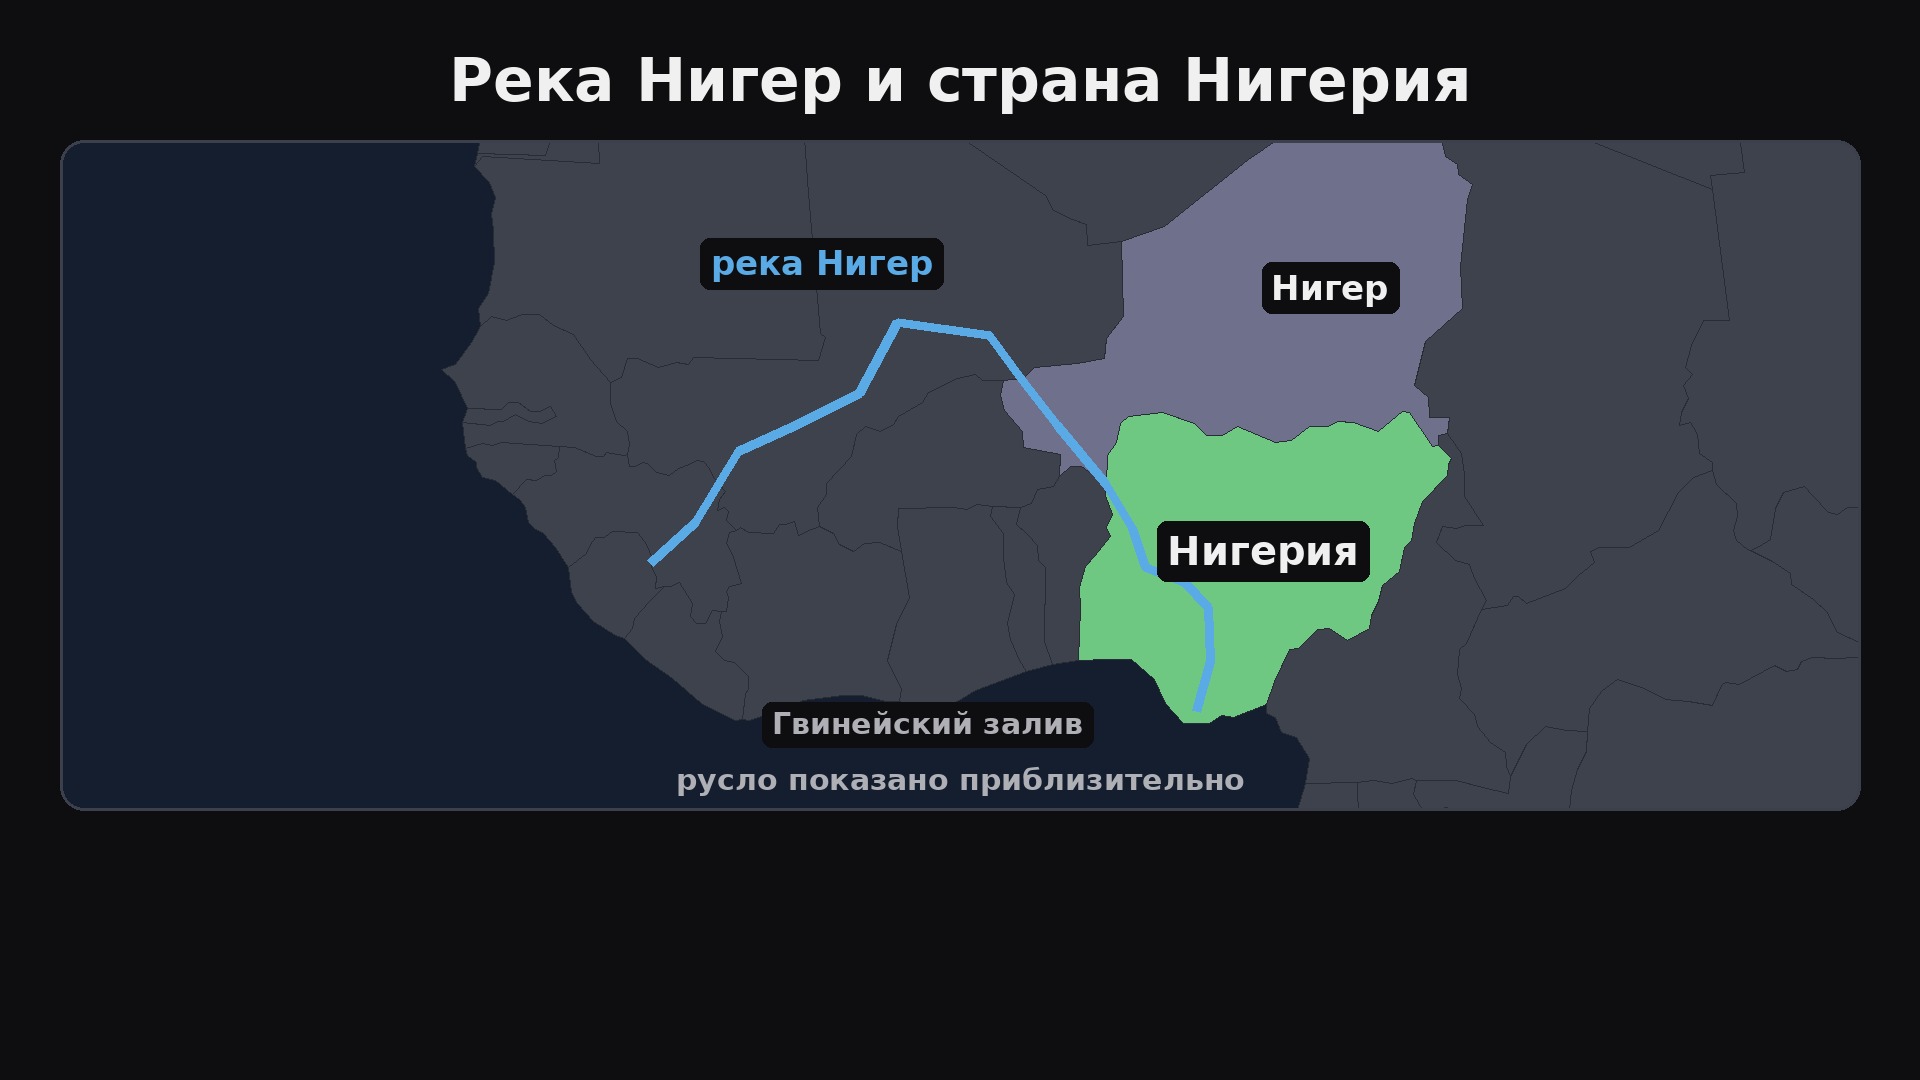 Река Нигер и страна Нигерия
река Нигер
Нигер
Нигерия
Гвинейский залив
русло показано приблизительно